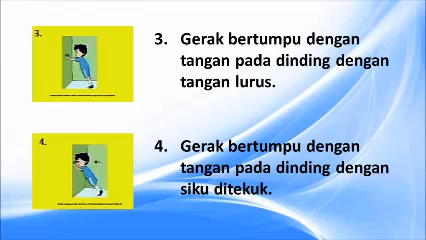 3.
3. Gerak bertumpu dengan
tangan pada dinding dengan
tangan lurus.
4.
4. Gerak bertumpu dengan
tangan pada dinding dengan
siku ditekuk.